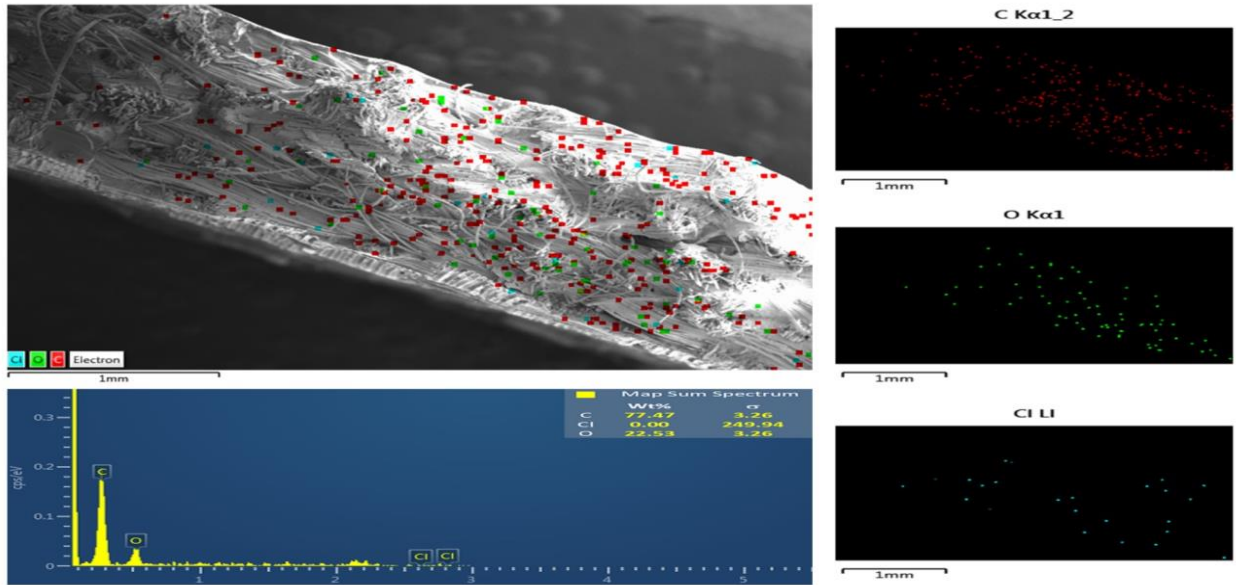 Cl O C Electron
1mm
Map Sum Spectrum
Wt% σ
C 77.47 3.26
Cl 0.00 249.94
O 22.53 3.26
cps/eV
0.3
0.2
0.1
0
C
O
Cl Cl
1 2 3 4 5
C Kα1_2
1mm
O Kα1
1mm
Cl Ll
1mm